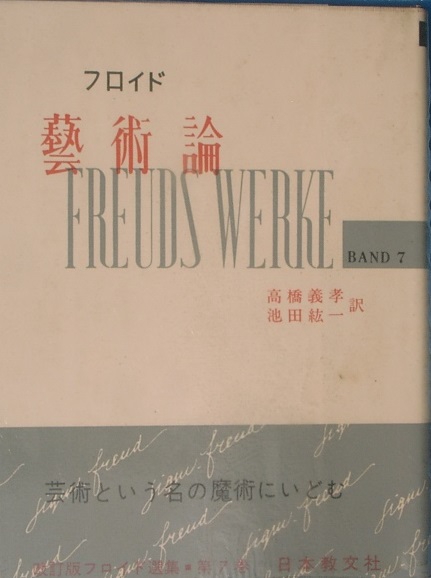 フロイド
藝術論
FREUDS WERKE
BAND 7
高橋義孝
池田紘一 訳
sigm. freud
芸術という名の魔術にいどむ
改訂版フロイド選集■第7巻 日本教文社